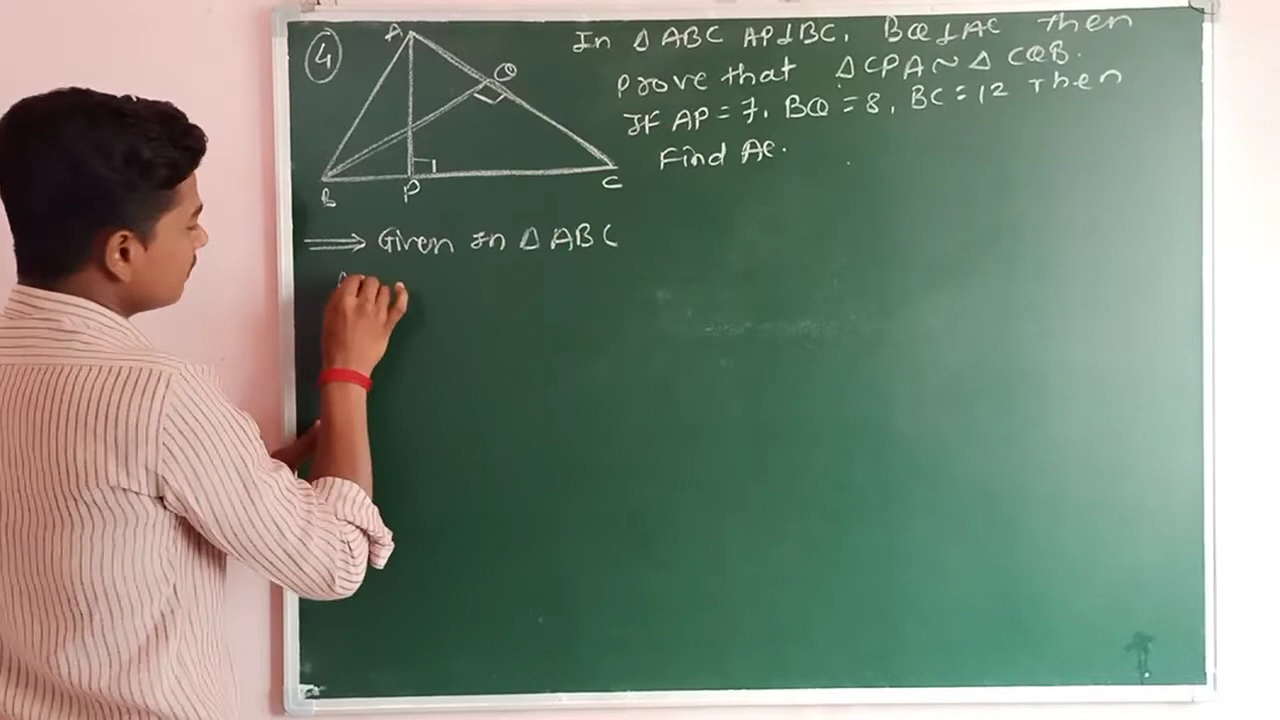 4
A
Q
B
P
C
In △ ABC AP⊥BC, BQ⊥AC then
prove that △CPA ~ △ CQB.
If AP = 7, BQ = 8, BC = 12 Then
Find AC.
⟹ Given In △ ABC